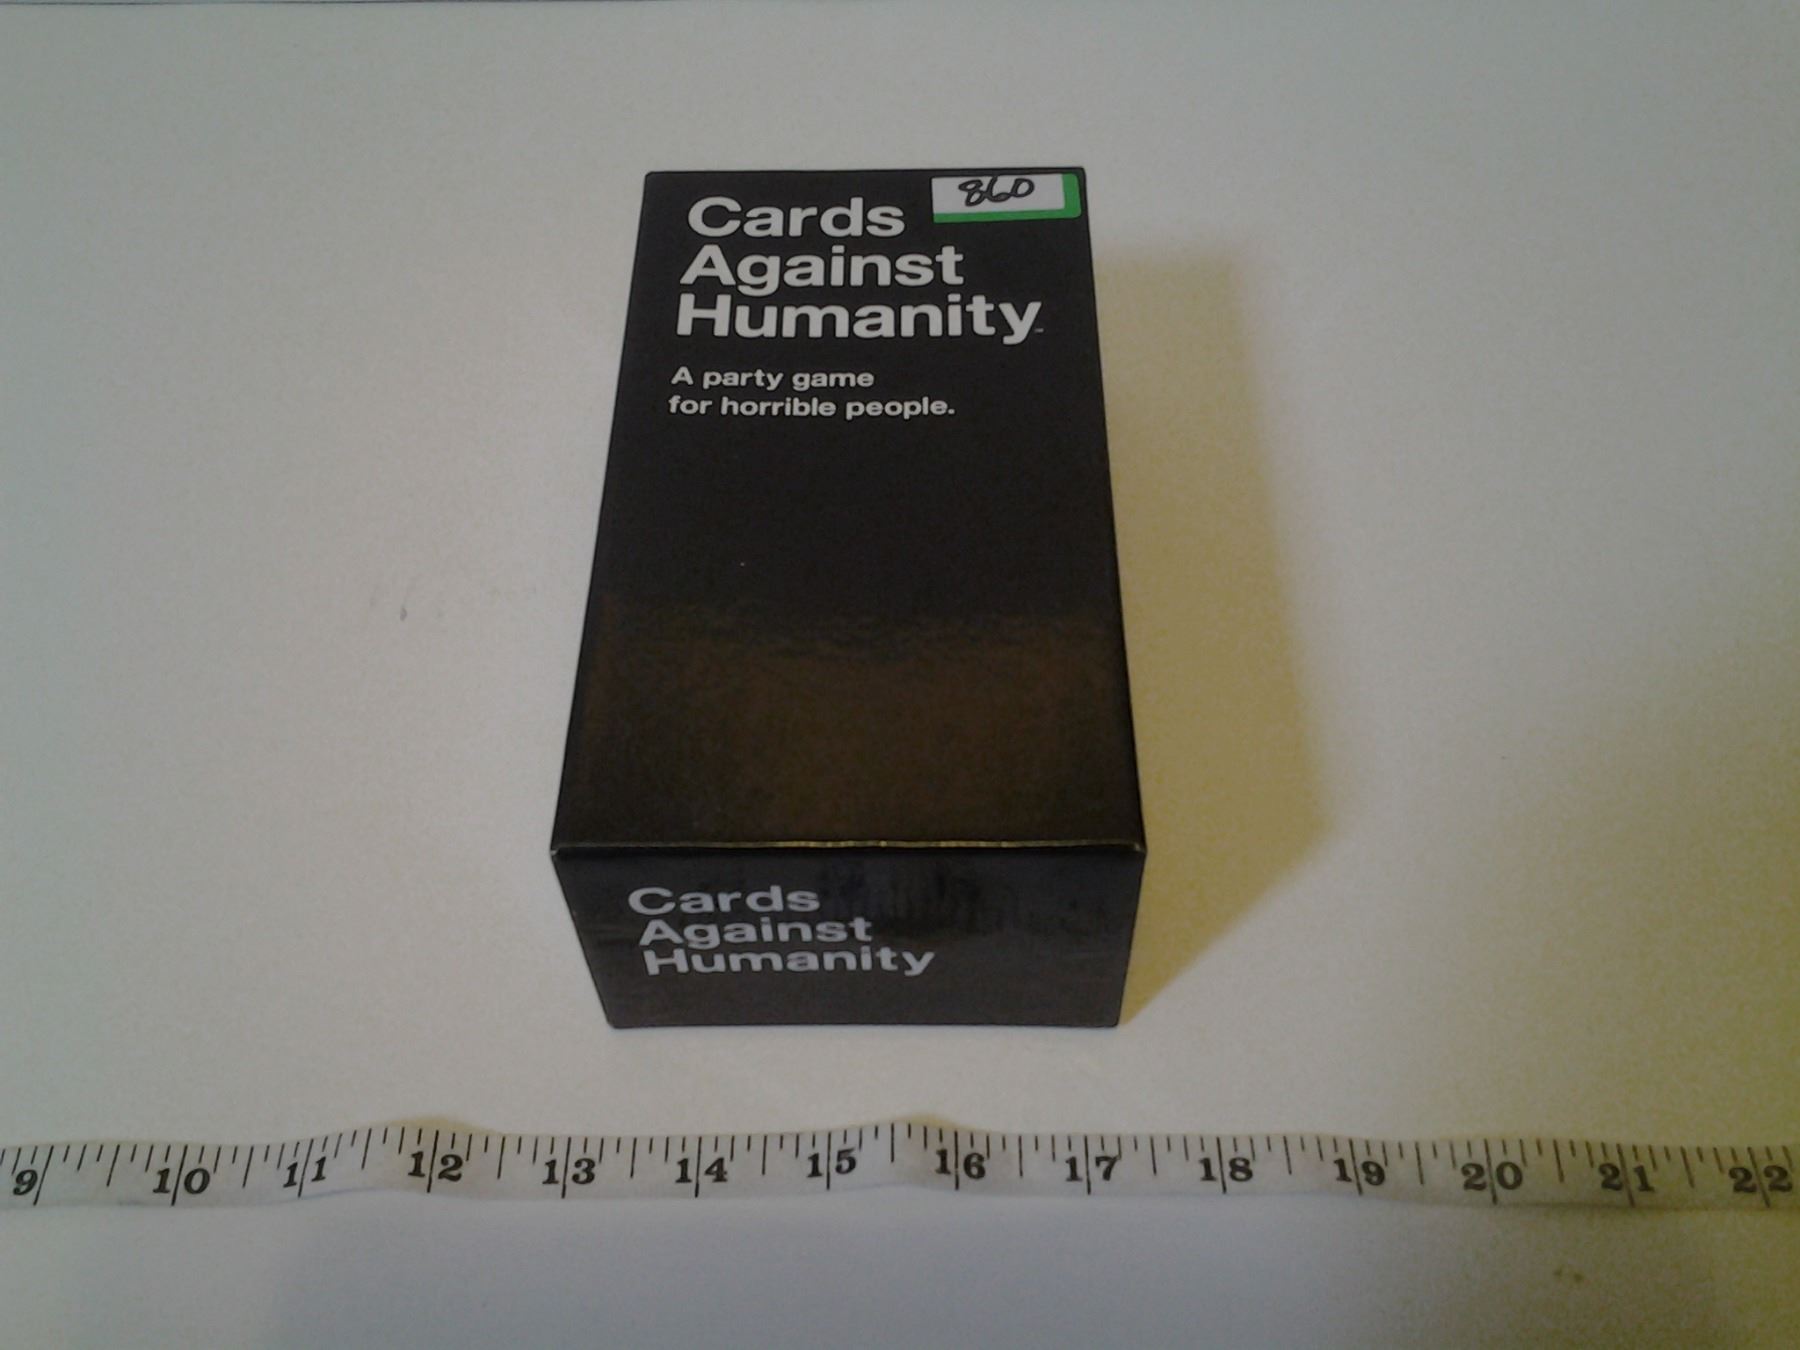 860
Cards
Against
Humanity™
A party game
for horrible people.
Cards
Against
Humanity
9 10 11 12 13 14 15 16 17 18 19 20 21 22